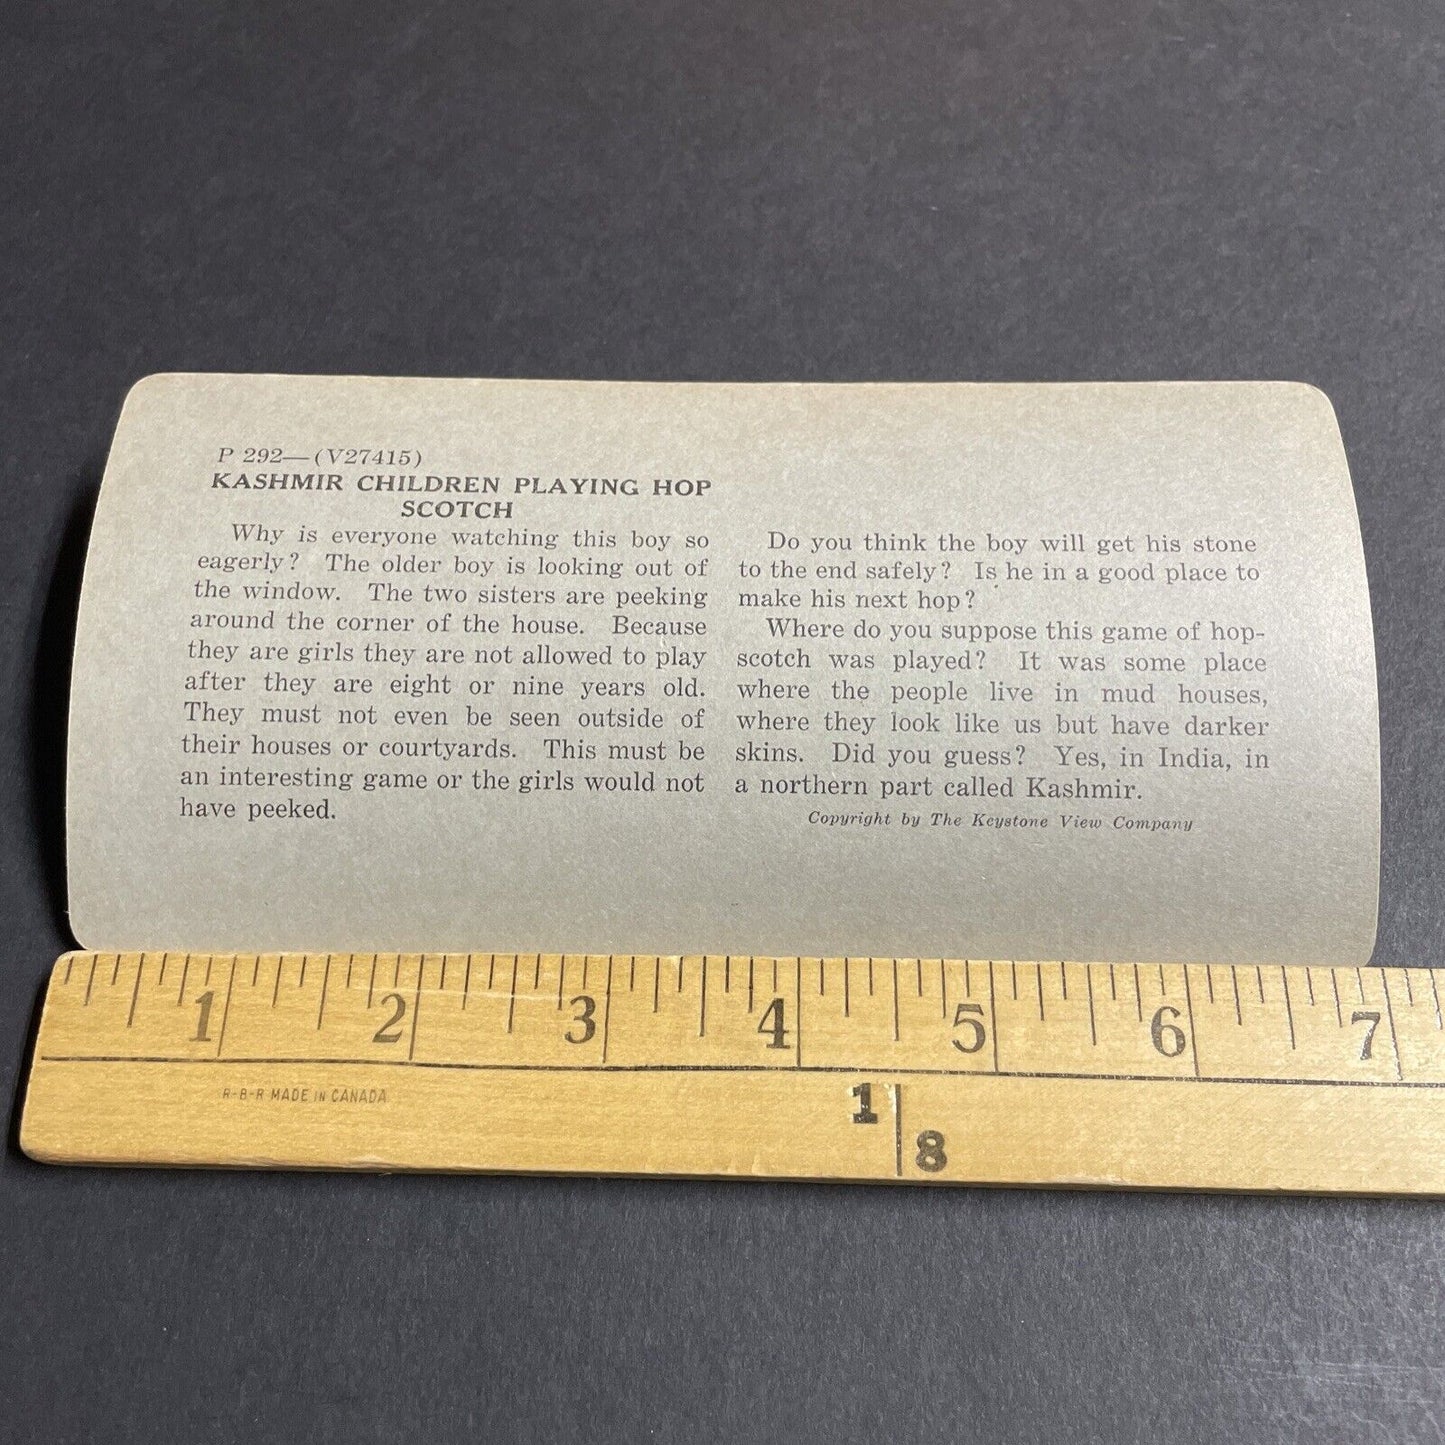 P 292—(V27415)
KASHMIR CHILDREN PLAYING HOP
SCOTCH
Why is everyone watching this boy so
eagerly? The older boy is looking out of
the window. The two sisters are peeking
around the corner of the house. Because
they are girls they are not allowed to play
after they are eight or nine years old.
They must not even be seen outside of
their houses or courtyards. This must be
an interesting game or the girls would not
have peeked.
Do you think the boy will get his stone
to the end safely? Is he in a good place to
make his next hop?
Where do you suppose this game of hop-
scotch was played? It was some place
where the people live in mud houses,
where they look like us but have darker
skins. Did you guess? Yes, in India, in
a northern part called Kashmir.
Copyright by The Keystone View Company
1 2 3 4 5 6 7
R-B-R MADE IN CANADA
1
8